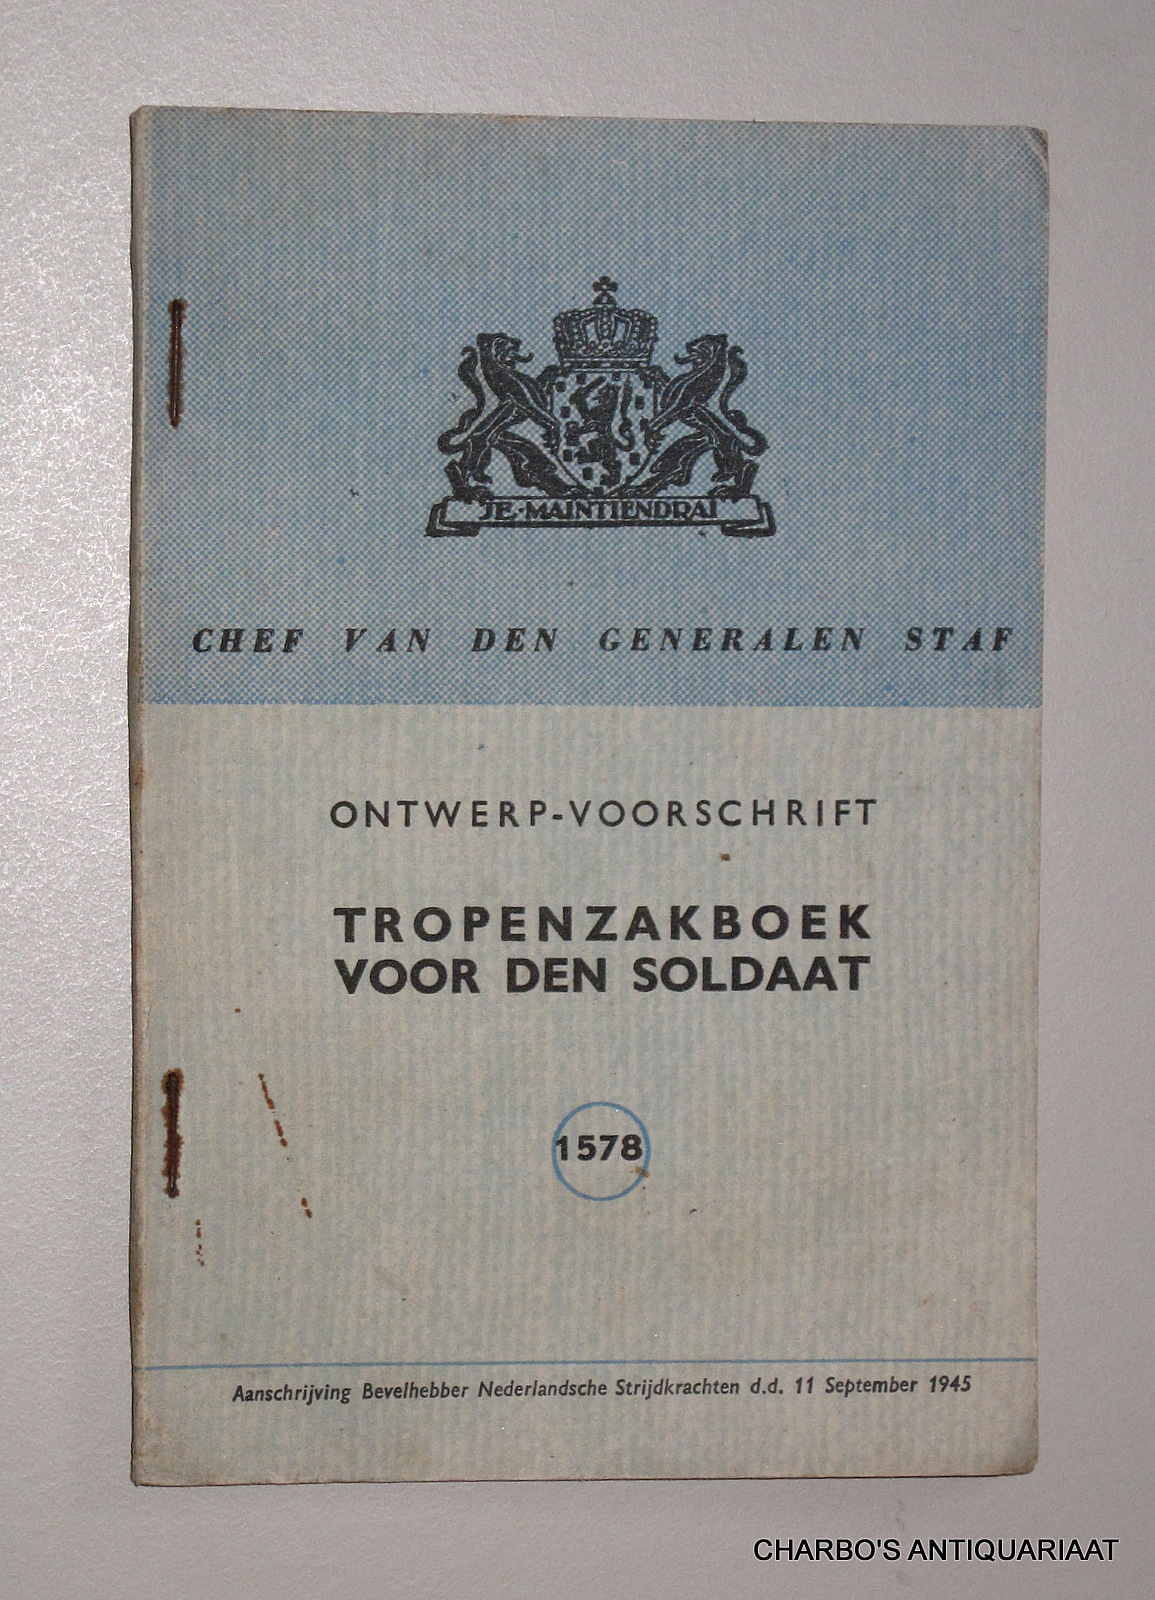 JE·MAINTIENDRAI
CHEF VAN DEN GENERALEN STAF
ONTWERP-VOORSCHRIFT
TROPENZAKBOEK
VOOR DEN SOLDAAT
1578
Aanschrijving Bevelhebber Nederlandsche Strijdkrachten d.d. 11 September 1945
CHARBO'S ANTIQUARIAAT